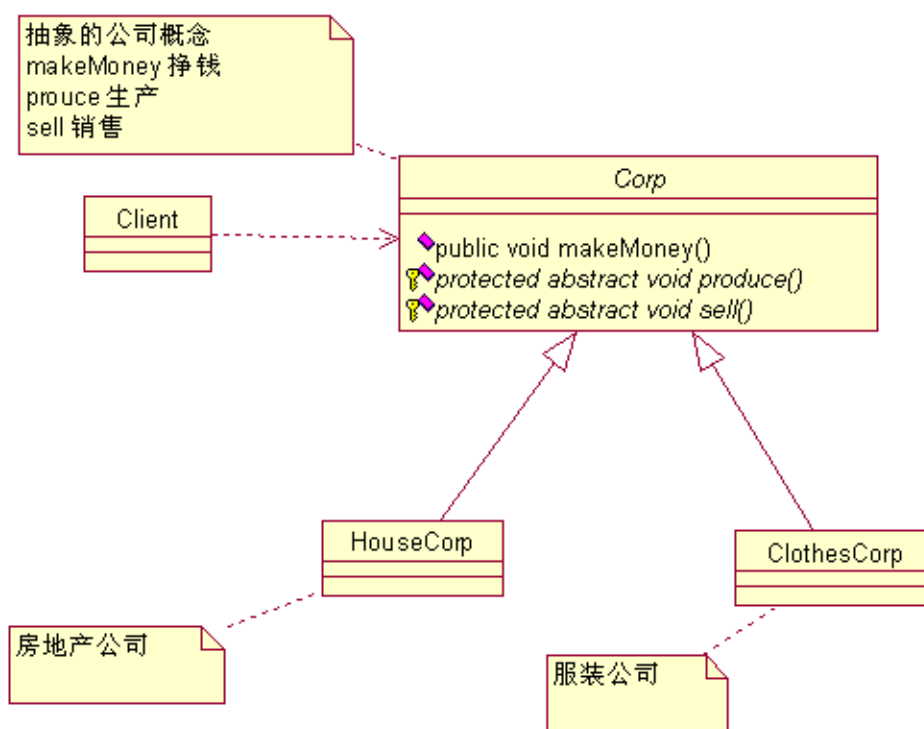 抽象的公司概念
makeMoney 挣钱
prouce 生产
sell 销售
Corp
Client
public void makeMoney()
protected abstract void produce()
protected abstract void sell()
HouseCorp
ClothesCorp
房地产公司
服装公司